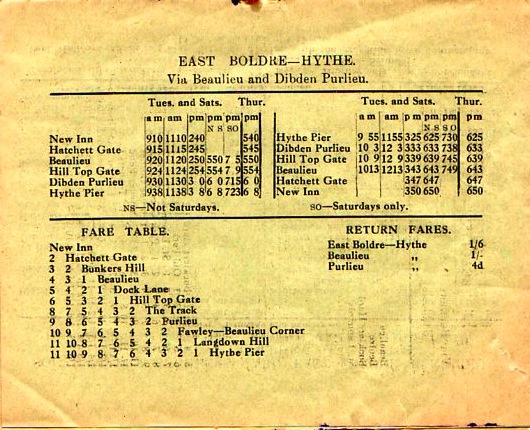 EAST BOLDRE—HYTHE.
Via Beaulieu and Dibden Purlieu.
Tues. and Sats. Thur.
am am pm pm pm pm
NS SO
New Inn 910 1110 240 540
Hatchett Gate 915 1115 245 545
Beaulieu 920 1120 250 550 7 5 550
Hill Top Gate 924 1124 254 554 7 9 554
Dibden Purlieu 930 1130 3 0 6 0 715 6 0
Hythe Pier 938 1138 3 8 6 8 723 6 8
Tues. and Sats. Thur.
am am pm pm pm pm
NS SO
Hythe Pier 9 55 1155 325 625 730 625
Dibden Purlieu 10 3 12 3 333 633 738 633
Hill Top Gate 10 9 12 9 339 639 745 639
Beaulieu 1013 1213 343 643 749 643
Hatchett Gate 347 647 647
New Inn 350 650 650
NS—Not Saturdays. SO—Saturdays only.
FARE TABLE.
New Inn
2 Hatchett Gate
3 2 Bunkers Hill
4 3 1 Beaulieu
5 4 2 1 Dock Lane
6 5 3 2 1 Hill Top Gate
8 7 5 4 3 2 The Track
9 8 6 5 4 3 2 Purlieu
10 9 7 6 5 4 3 2 Fawley—Beaulieu Corner
11 10 8 7 6 5 4 2 1 Langdown Hill
11 10 9 8 7 6 4 3 2 1 Hythe Pier
RETURN FARES.
East Boldre—Hythe 1/6
Beaulieu ,, 1/-
Purlieu ,, 4d